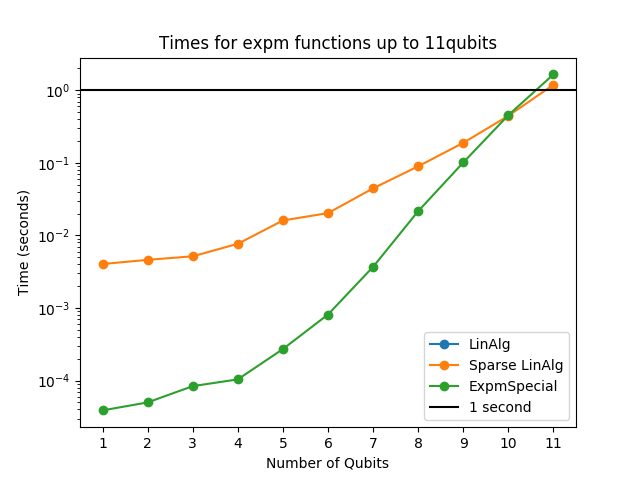 Times for expm functions up to 11qubits
Time (seconds)
10⁰
10⁻¹
10⁻²
10⁻³
10⁻⁴
1 2 3 4 5 6 7 8 9 10 11
Number of Qubits
LinAlg
Sparse LinAlg
ExpmSpecial
1 second